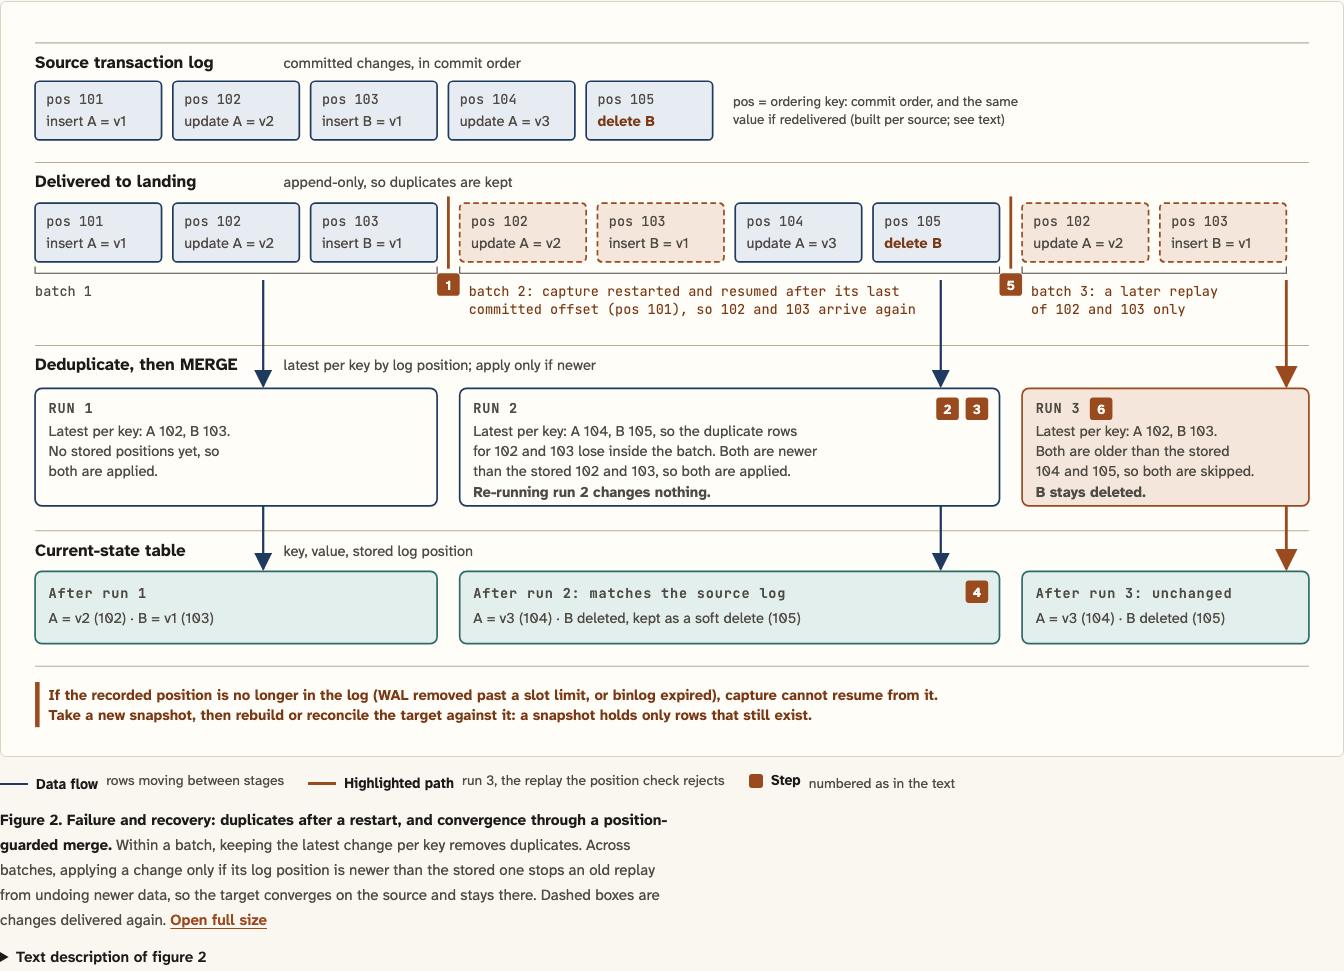 Source transaction log committed changes, in commit order
pos 101 pos 102 pos 103 pos 104 pos 105
insert A = v1 update A = v2 insert B = v1 update A = v3 delete B
pos = ordering key: commit order, and the same
value if redelivered (built per source; see text)
Delivered to landing append-only, so duplicates are kept
pos 101 pos 102 pos 103 pos 102 pos 103 pos 104 pos 105 pos 102 pos 103
insert A = v1 update A = v2 insert B = v1 update A = v2 insert B = v1 update A = v3 delete B update A = v2 insert B = v1
batch 1
1
batch 2: capture restarted and resumed after its last
committed offset (pos 101), so 102 and 103 arrive again
5
batch 3: a later replay
of 102 and 103 only
Deduplicate, then MERGE latest per key by log position; apply only if newer
RUN 1
Latest per key: A 102, B 103.
No stored positions yet, so
both are applied.
RUN 2 2 3
Latest per key: A 104, B 105, so the duplicate rows
for 102 and 103 lose inside the batch. Both are newer
than the stored 102 and 103, so both are applied.
Re-running run 2 changes nothing.
RUN 3 6
Latest per key: A 102, B 103.
Both are older than the stored
104 and 105, so both are skipped.
B stays deleted.
Current-state table key, value, stored log position
After run 1
A = v2 (102) · B = v1 (103)
After run 2: matches the source log 4
A = v3 (104) · B deleted, kept as a soft delete (105)
After run 3: unchanged
A = v3 (104) · B deleted (105)
If the recorded position is no longer in the log (WAL removed past a slot limit, or binlog expired), capture cannot resume from it.
Take a new snapshot, then rebuild or reconcile the target against it: a snapshot holds only rows that still exist.
Data flow rows moving between stages Highlighted path run 3, the replay the position check rejects Step numbered as in the text
Figure 2. Failure and recovery: duplicates after a restart, and convergence through a position-
guarded merge. Within a batch, keeping the latest change per key removes duplicates. Across
batches, applying a change only if its log position is newer than the stored one stops an old replay
from undoing newer data, so the target converges on the source and stays there. Dashed boxes are
changes delivered again. Open full size
Text description of figure 2